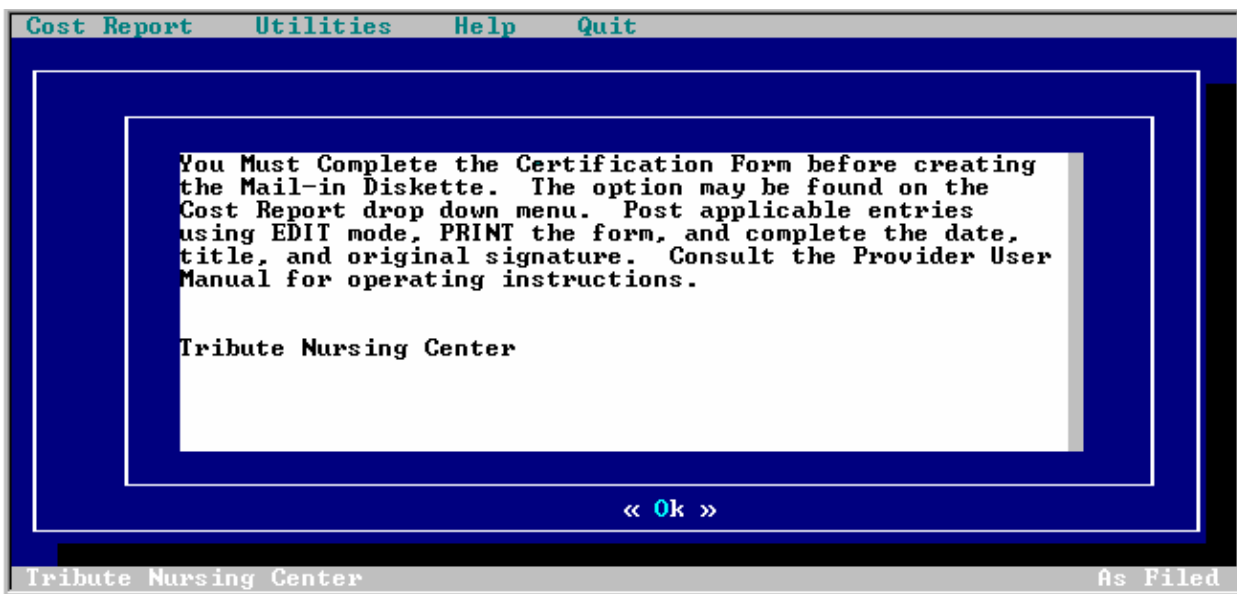 Cost Report Utilities Help Quit
You Must Complete the Certification Form before creating
the Mail-in Diskette. The option may be found on the
Cost Report drop down menu. Post applicable entries
using EDIT mode, PRINT the form, and complete the date,
title, and original signature. Consult the Provider User
Manual for operating instructions.
Tribute Nursing Center
« Ok »
Tribute Nursing Center As Filed